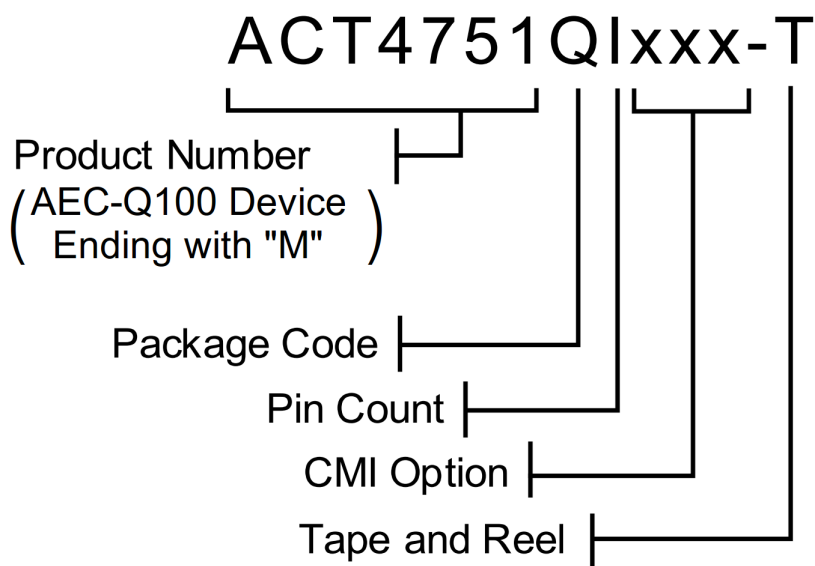 ACT4751QIxxx-T
Product Number
(AEC-Q100 Device
Ending with "M")
Package Code
Pin Count
CMI Option
Tape and Reel